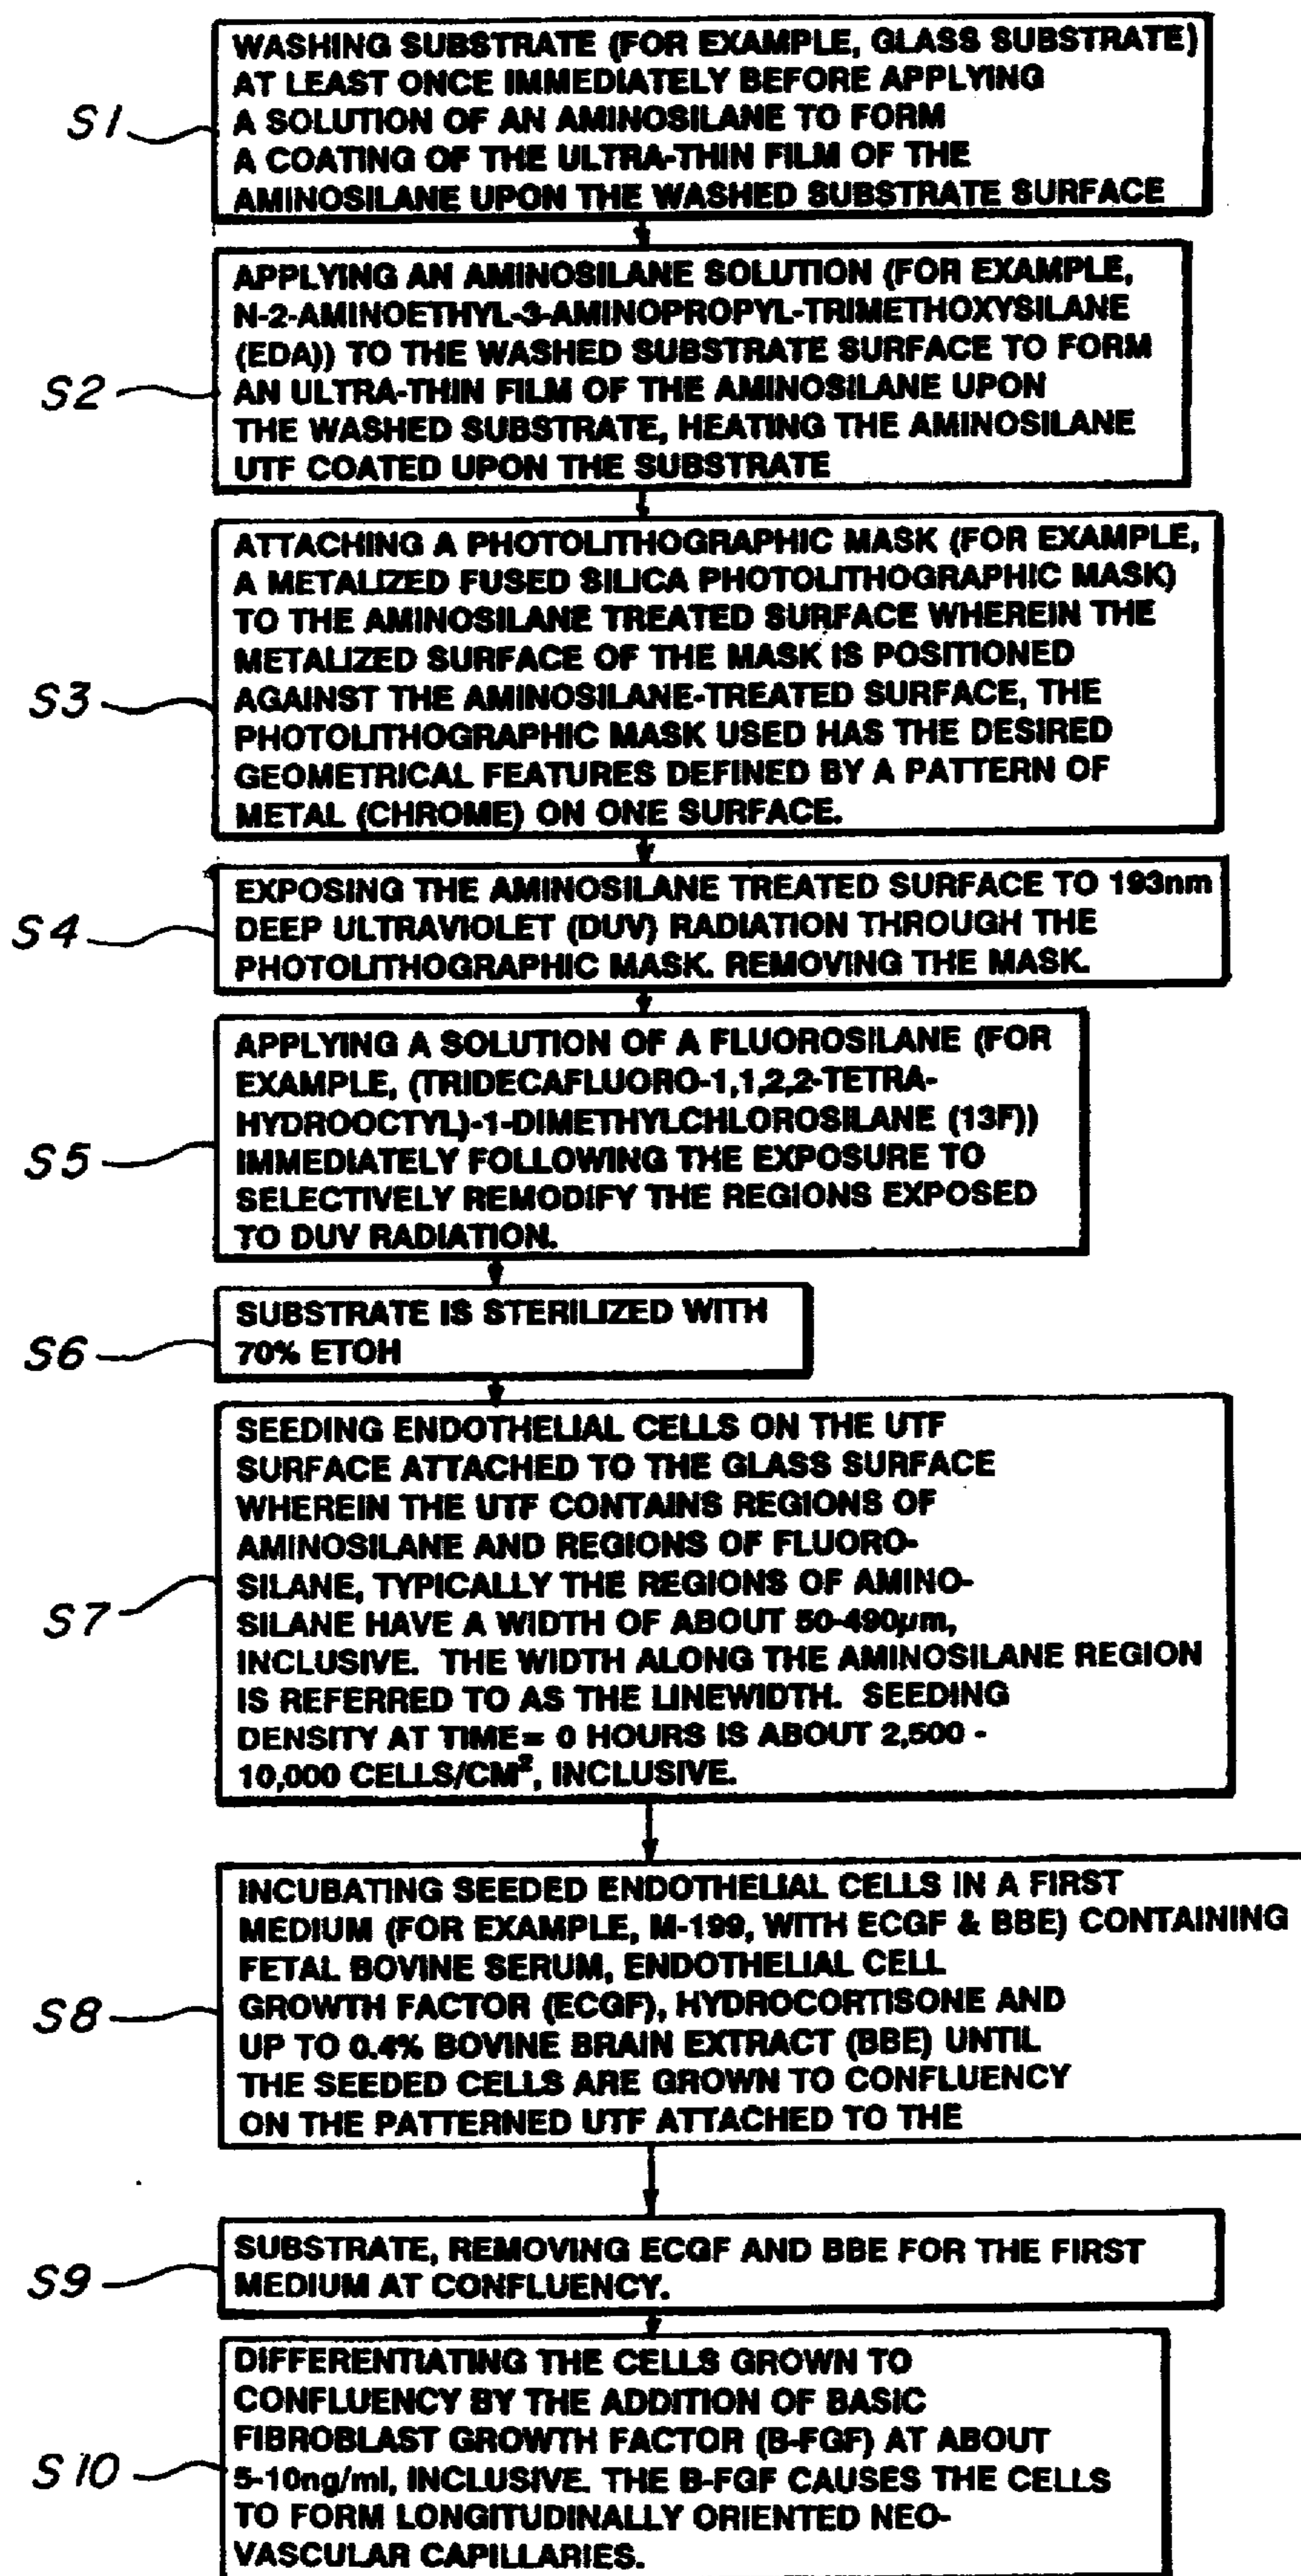 S1
WASHING SUBSTRATE (FOR EXAMPLE, GLASS SUBSTRATE)
AT LEAST ONCE IMMEDIATELY BEFORE APPLYING
A SOLUTION OF AN AMINOSILANE TO FORM
A COATING OF THE ULTRA-THIN FILM OF THE
AMINOSILANE UPON THE WASHED SUBSTRATE SURFACE
S2
APPLYING AN AMINOSILANE SOLUTION (FOR EXAMPLE,
N-2-AMINOETHYL-3-AMINOPROPYL-TRIMETHOXYSILANE
(EDA)) TO THE WASHED SUBSTRATE SURFACE TO FORM
AN ULTRA-THIN FILM OF THE AMINOSILANE UPON
THE WASHED SUBSTRATE, HEATING THE AMINOSILANE
UTF COATED UPON THE SUBSTRATE
S3
ATTACHING A PHOTOLITHOGRAPHIC MASK (FOR EXAMPLE,
A METALIZED FUSED SILICA PHOTOLITHOGRAPHIC MASK)
TO THE AMINOSILANE TREATED SURFACE WHEREIN THE
METALIZED SURFACE OF THE MASK IS POSITIONED
AGAINST THE AMINOSILANE-TREATED SURFACE, THE
PHOTOLITHOGRAPHIC MASK USED HAS THE DESIRED
GEOMETRICAL FEATURES DEFINED BY A PATTERN OF
METAL (CHROME) ON ONE SURFACE.
S4
EXPOSING THE AMINOSILANE TREATED SURFACE TO 193nm
DEEP ULTRAVIOLET (DUV) RADIATION THROUGH THE
PHOTOLITHOGRAPHIC MASK. REMOVING THE MASK.
S5
APPLYING A SOLUTION OF A FLUOROSILANE (FOR
EXAMPLE, (TRIDECAFLUORO-1,1,2,2-TETRA-
HYDROOCTYL)-1-DIMETHYLCHLOROSILANE (13F))
IMMEDIATELY FOLLOWING THE EXPOSURE TO
SELECTIVELY REMODIFY THE REGIONS EXPOSED
TO DUV RADIATION.
S6
SUBSTRATE IS STERILIZED WITH
70% ETOH
S7
SEEDING ENDOTHELIAL CELLS ON THE UTF
SURFACE ATTACHED TO THE GLASS SURFACE
WHEREIN THE UTF CONTAINS REGIONS OF
AMINOSILANE AND REGIONS OF FLUORO-
SILANE, TYPICALLY THE REGIONS OF AMINO-
SILANE HAVE A WIDTH OF ABOUT 50-490µm,
INCLUSIVE. THE WIDTH ALONG THE AMINOSILANE REGION
IS REFERRED TO AS THE LINEWIDTH. SEEDING
DENSITY AT TIME= 0 HOURS IS ABOUT 2,500 -
10,000 CELLS/CM², INCLUSIVE.
S8
INCUBATING SEEDED ENDOTHELIAL CELLS IN A FIRST
MEDIUM (FOR EXAMPLE, M-199, WITH ECGF & BBE) CONTAINING
FETAL BOVINE SERUM, ENDOTHELIAL CELL
GROWTH FACTOR (ECGF), HYDROCORTISONE AND
UP TO 0.4% BOVINE BRAIN EXTRACT (BBE) UNTIL
THE SEEDED CELLS ARE GROWN TO CONFLUENCY
ON THE PATTERNED UTF ATTACHED TO THE
S9
SUBSTRATE, REMOVING ECGF AND BBE FOR THE FIRST
MEDIUM AT CONFLUENCY.
S10
DIFFERENTIATING THE CELLS GROWN TO
CONFLUENCY BY THE ADDITION OF BASIC
FIBROBLAST GROWTH FACTOR (B-FGF) AT ABOUT
5-10ng/ml, INCLUSIVE. THE B-FGF CAUSES THE CELLS
TO FORM LONGITUDINALLY ORIENTED NEO-
VASCULAR CAPILLARIES.